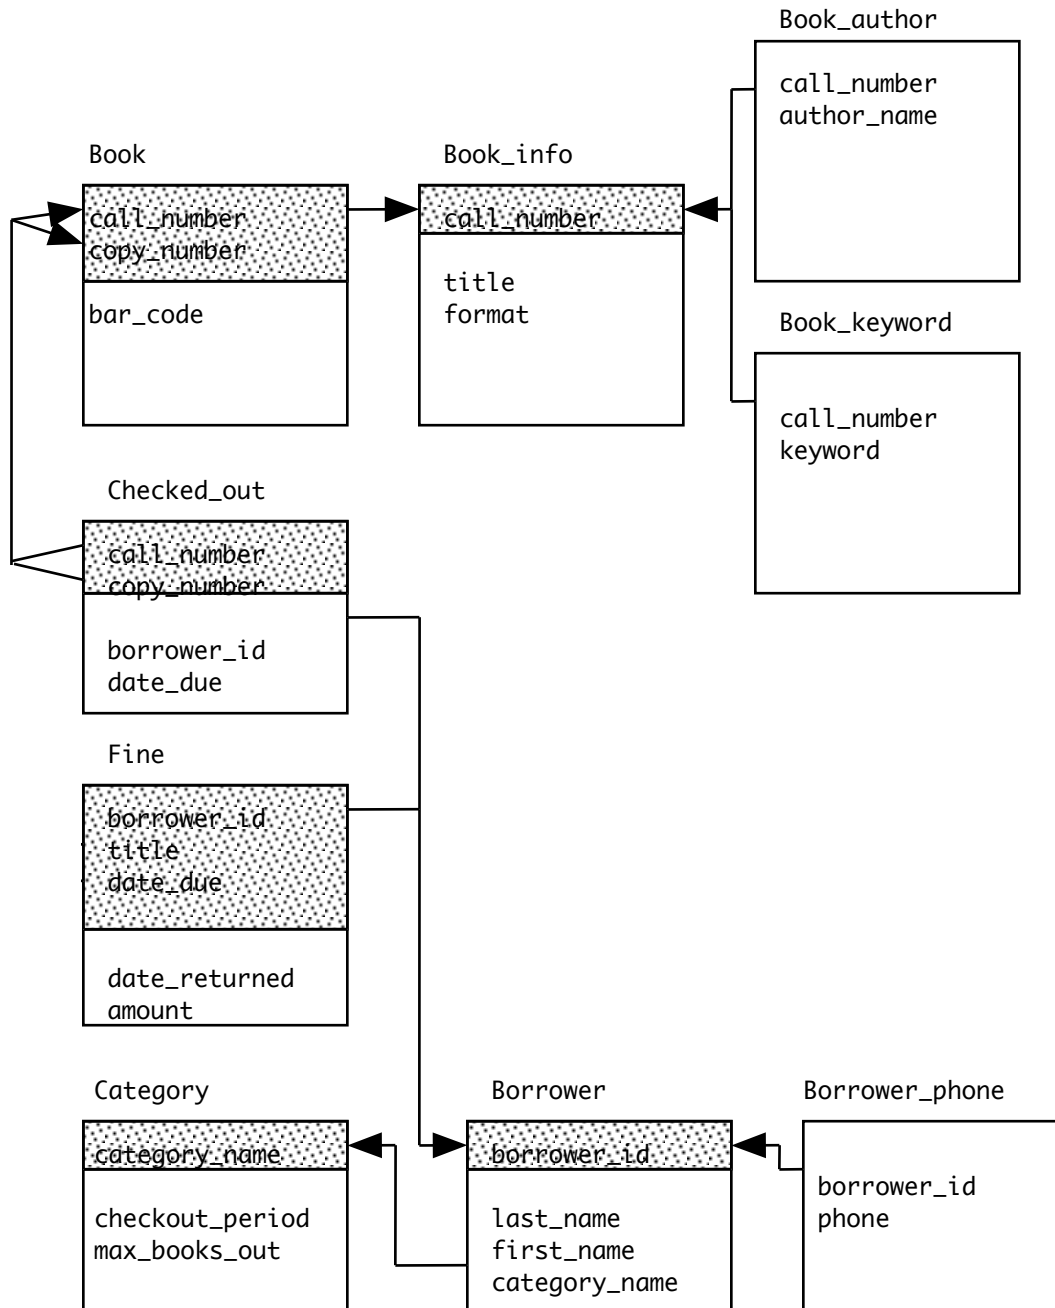 Book_author
call_number
author_name
Book
call_number
copy_number
bar_code
Book_info
call_number
title
format
Book_keyword
call_number
keyword
Checked_out
call_number
copy_number
borrower_id
date_due
Fine
borrower_id
title
date_due
date_returned
amount
Category
category_name
checkout_period
max_books_out
Borrower
borrower_id
last_name
first_name
category_name
Borrower_phone
borrower_id
phone